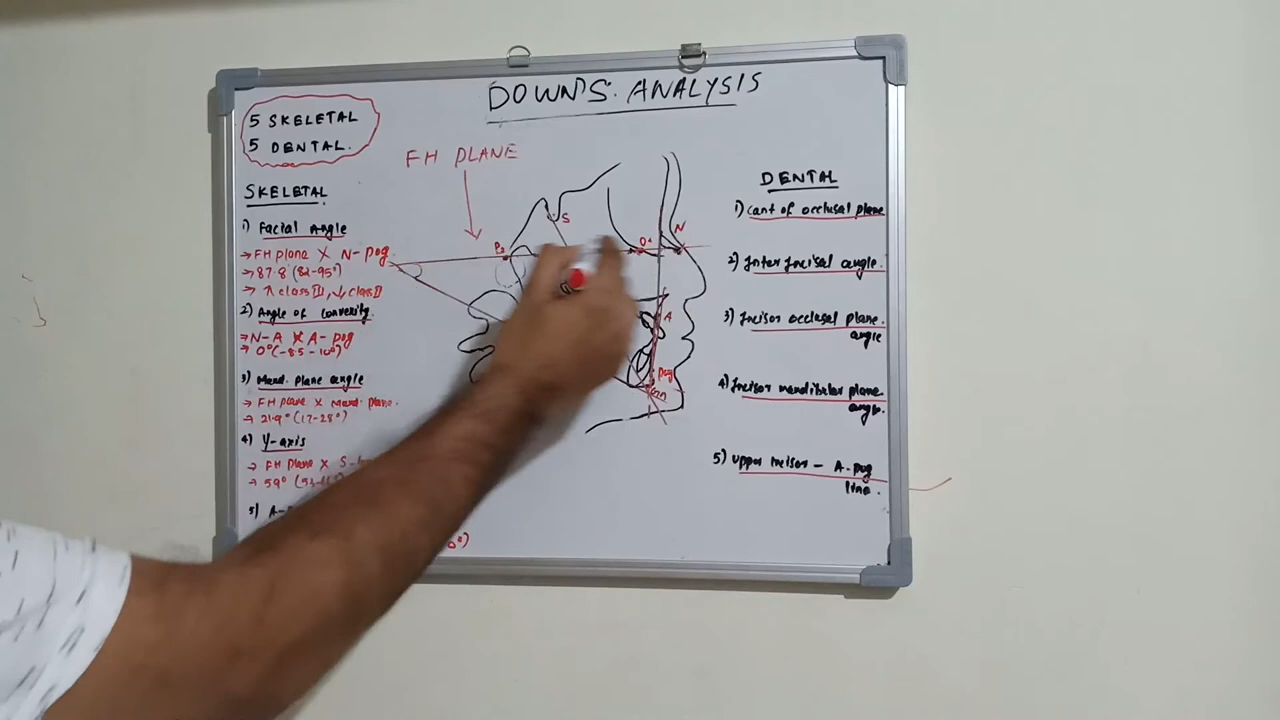 DOWN'S. ANALYSIS
5 SKELETAL
5 DENTAL.
SKELETAL
1) Facial Angle
→ FH plane X N-pog
→ 87.8° (82-95°)
→ ↑ class III, ↓ class II
2) Angle of convexity
→ N-A X A-pog
→ 0° (-8.5 - 10°)
3) Mand. plane angle
→ FH plane X Mand. plane.
→ 21.9° (17-28°)
4) Y-axis
→ FH plane X S-
→ 59°
5) A-
FH PLANE
S
N
A
Pog
DENTAL
1) cant of occlusal plane
2) Inter incisal angle.
3) Incisor occlusal plane.
angle
4) Incisor mandibular plane
angle.
5) Upper incisor - A-pog
line.